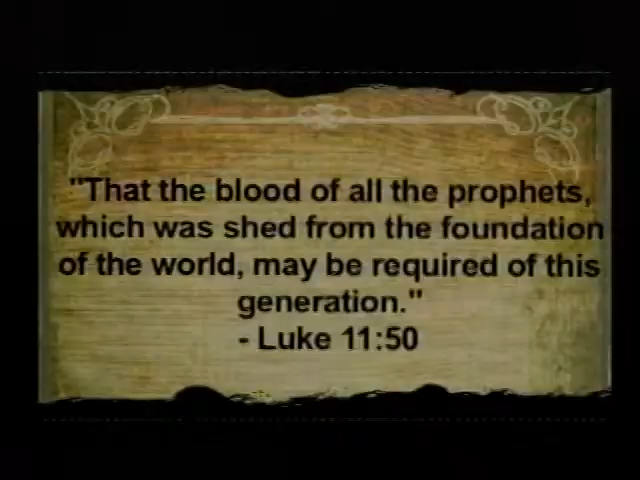 "That the blood of all the prophets,
which was shed from the foundation
of the world, may be required of this
generation."
- Luke 11:50